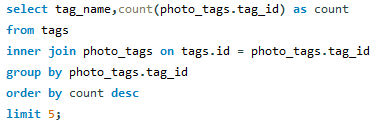 select tag_name,count(photo_tags.tag_id) as count
from tags
inner join photo_tags on tags.id = photo_tags.tag_id
group by photo_tags.tag_id
order by count desc
limit 5;